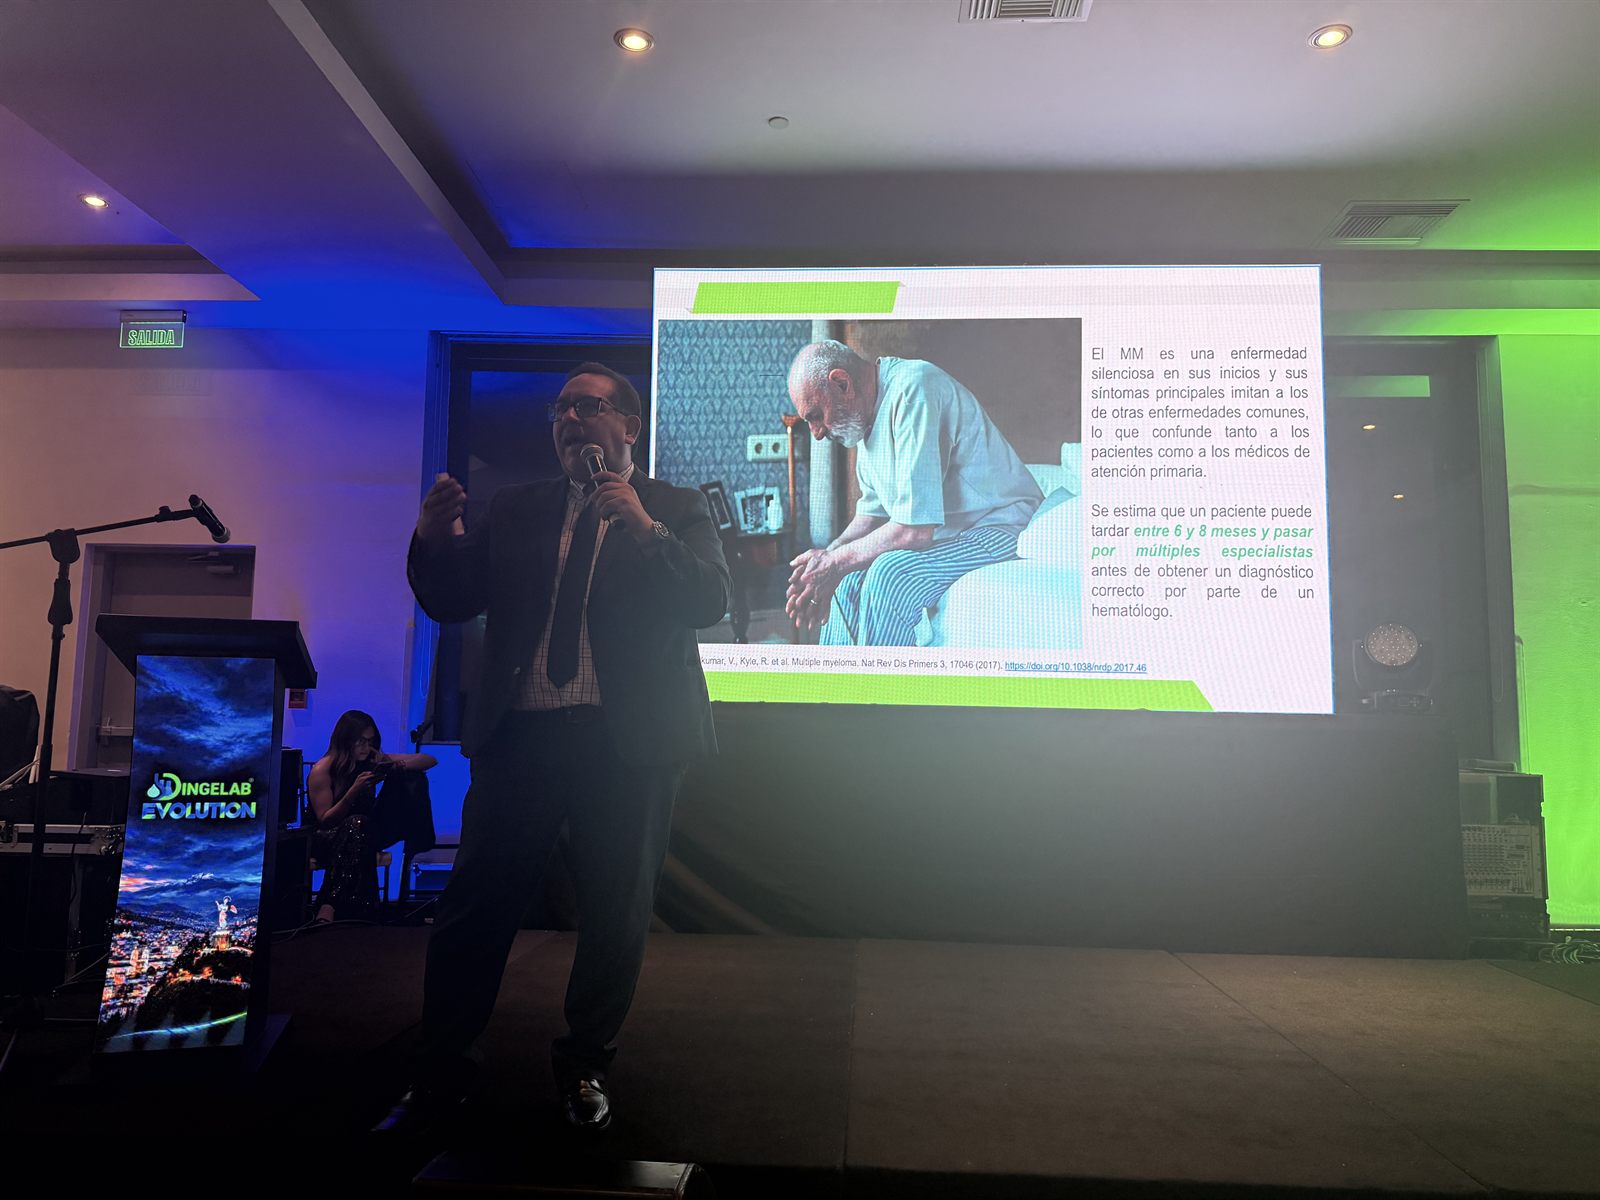 SALIDA
El MM es una enfermedad
silenciosa en sus inicios y sus
síntomas principales imitan a los
de otras enfermedades comunes,
lo que confunde tanto a los
pacientes como a los médicos de
atención primaria.
Se estima que un paciente puede
tardar entre 6 y 8 meses y pasar
por múltiples especialistas
antes de obtener un diagnóstico
correcto por parte de un
hematólogo.
kumar, V., Kyle, R. et al. Multiple myeloma. Nat Rev Dis Primers 3, 17046 (2017). https://doi.org/10.1038/nrdp.2017.46
DINGELAB®
EVOLUTION